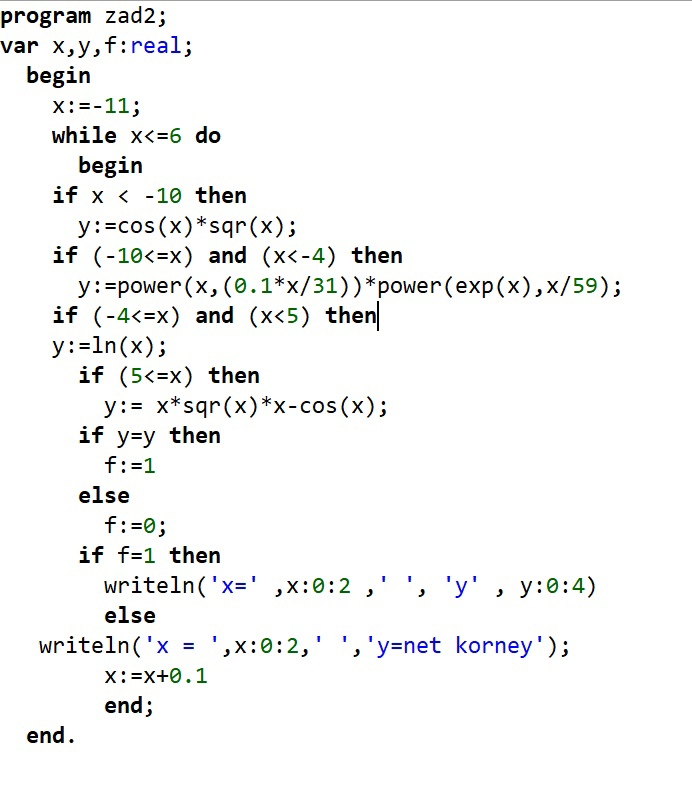 program zad2;
var x,y,f:real;
begin
x:=-11;
while x<=6 do
begin
if x < -10 then
y:=cos(x)*sqr(x);
if (-10<=x) and (x<-4) then
y:=power(x,(0.1*x/31))*power(exp(x),x/59);
if (-4<=x) and (x<5) then
y:=ln(x);
if (5<=x) then
y:= x*sqr(x)*x-cos(x);
if y=y then
f:=1
else
f:=0;
if f=1 then
writeln('x=' ,x:0:2 ,' ', 'y' , y:0:4)
else
writeln('x = ',x:0:2,' ','y=net korney');
x:=x+0.1
end;
end.